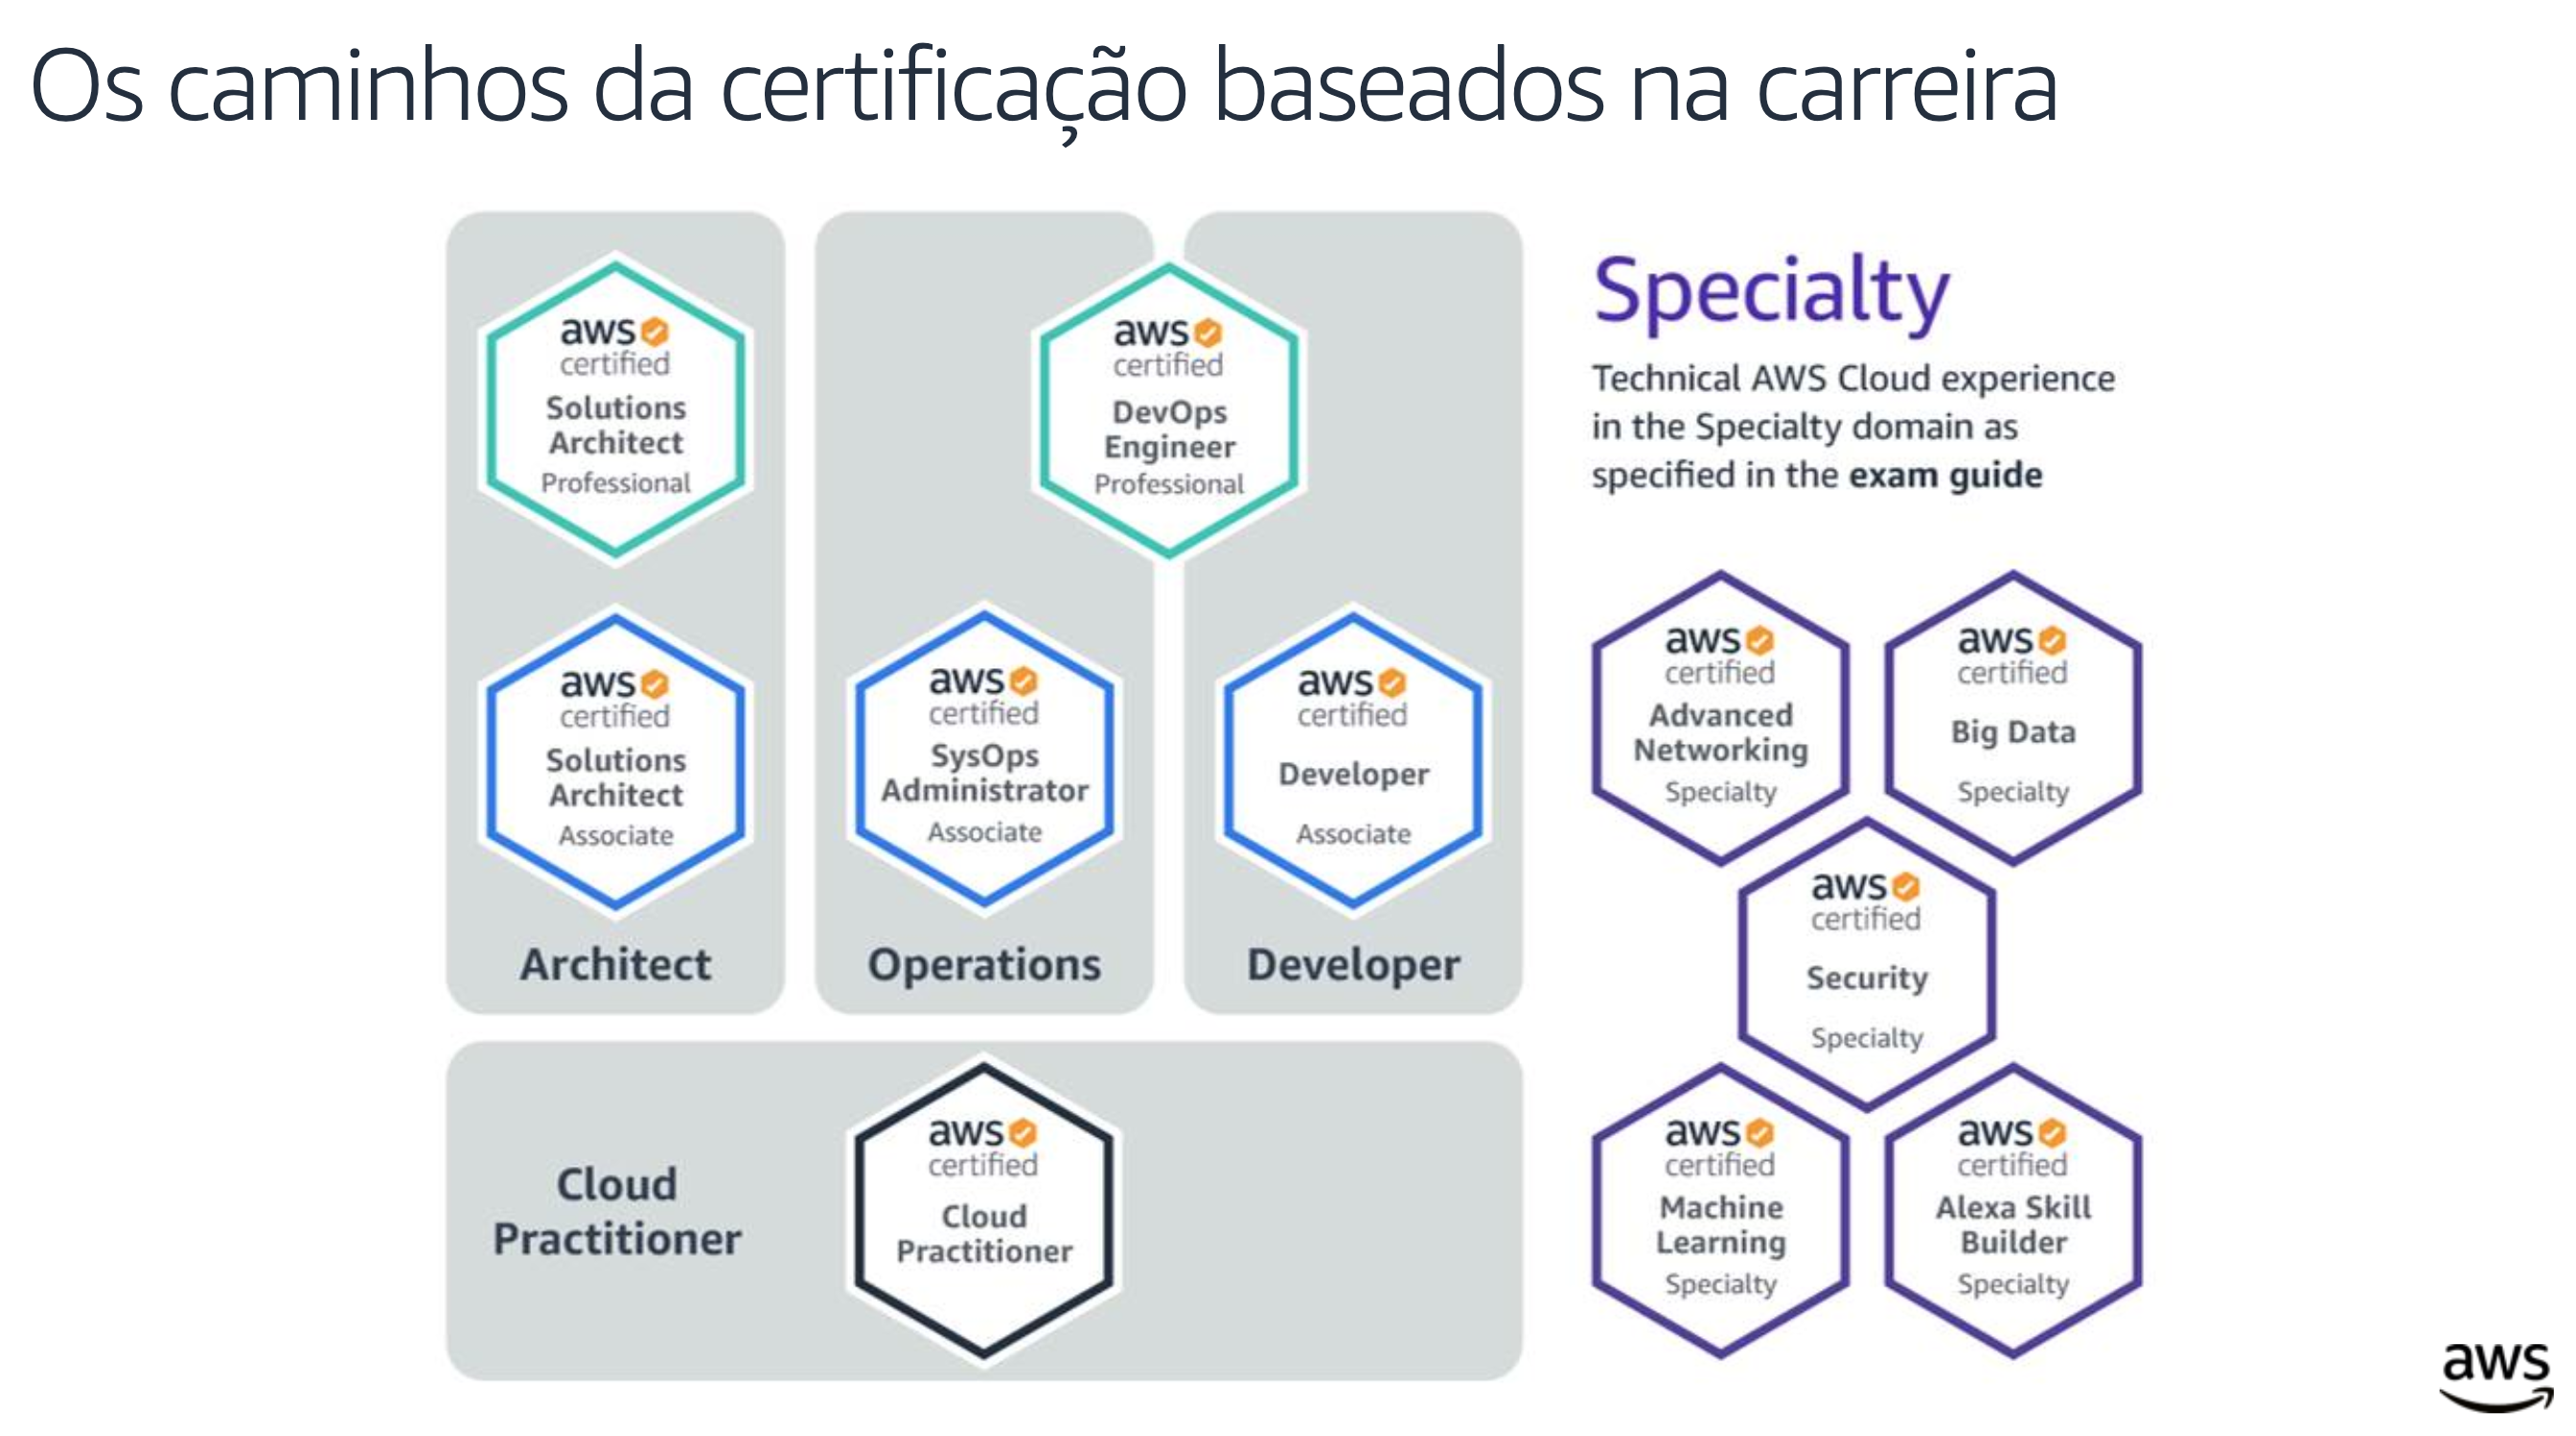 Os caminhos da certificação baseados na carreira
aws
certified
Solutions
Architect
Professional
aws
certified
DevOps
Engineer
Professional
aws
certified
Solutions
Architect
Associate
aws
certified
SysOps
Administrator
Associate
aws
certified
Developer
Associate
Architect
Operations
Developer
Cloud
Practitioner
aws
certified
Cloud
Practitioner
Specialty
Technical AWS Cloud experience
in the Specialty domain as
specified in the exam guide
aws
certified
Advanced
Networking
Specialty
aws
certified
Big Data
Specialty
aws
certified
Security
Specialty
aws
certified
Machine
Learning
Specialty
aws
certified
Alexa Skill
Builder
Specialty
aws